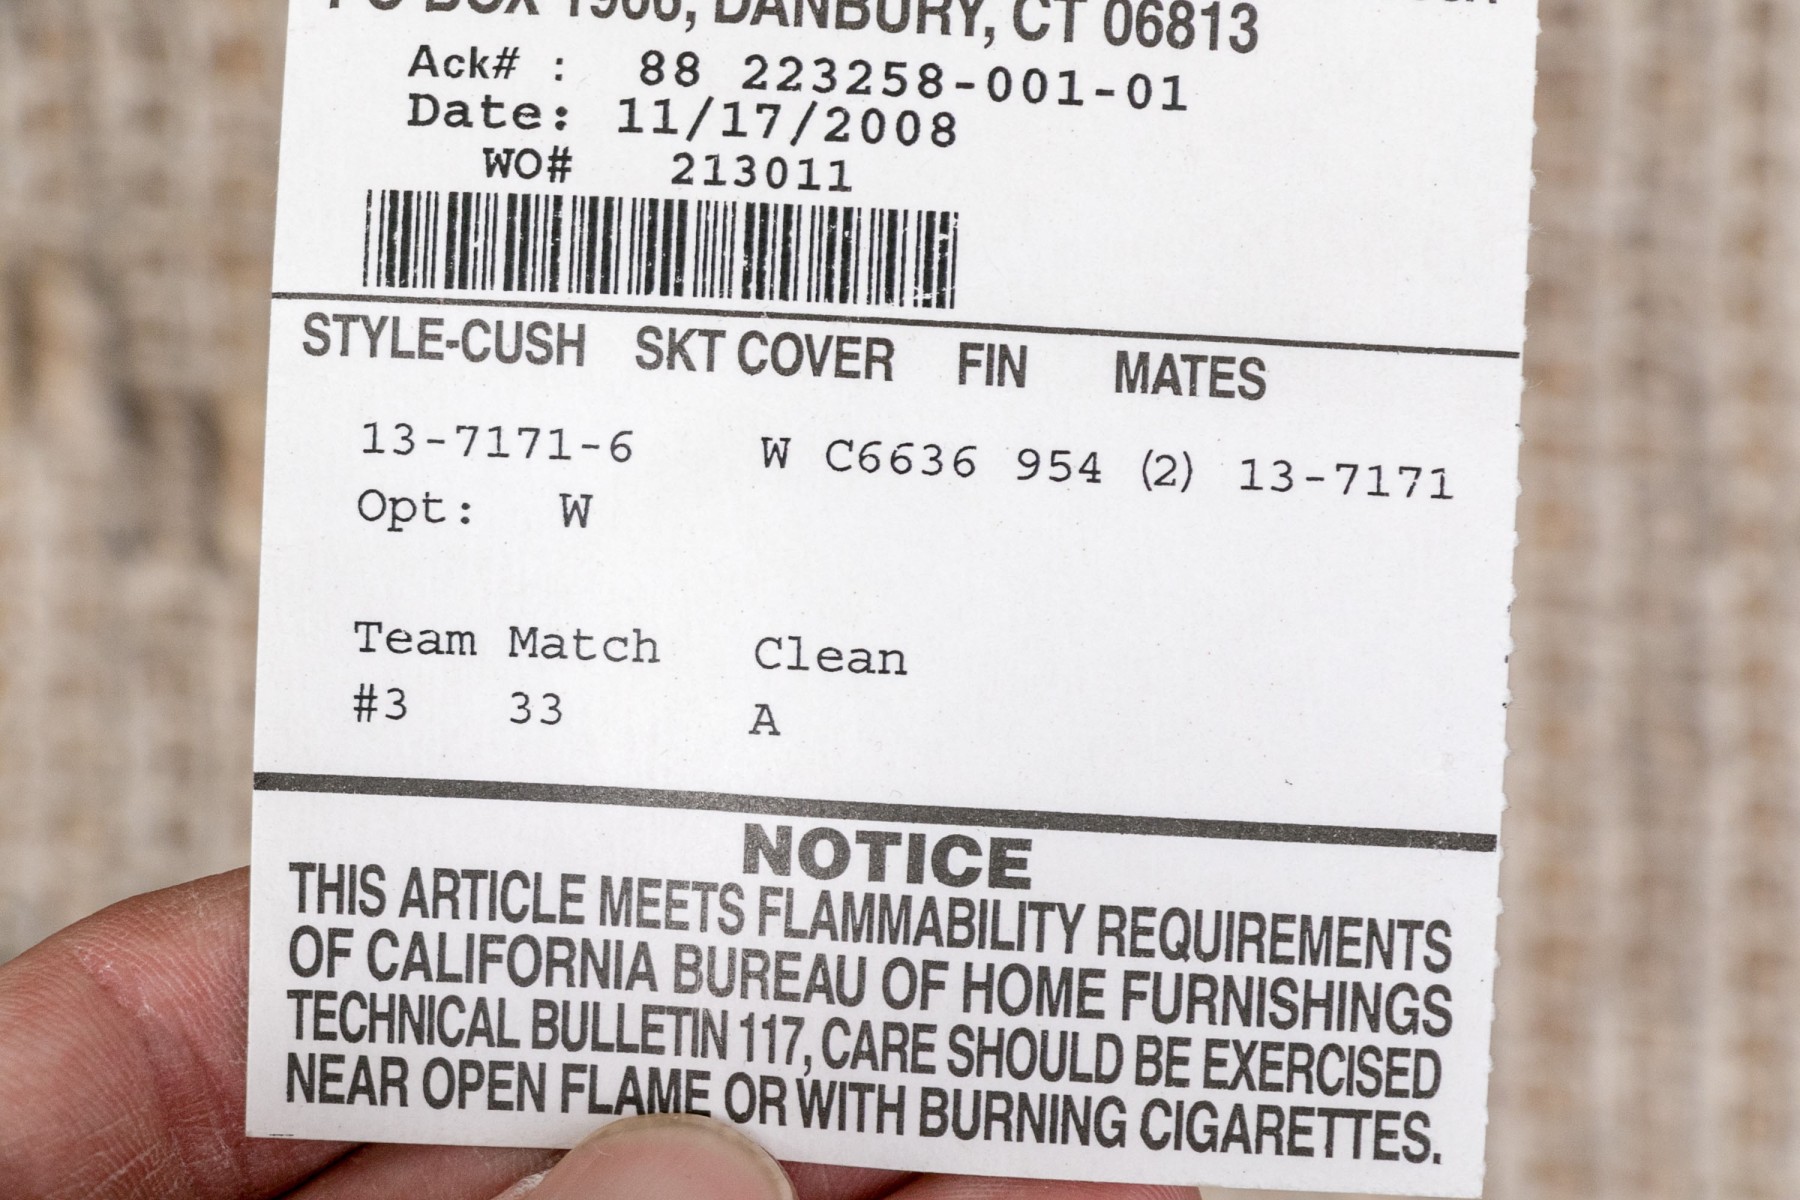 PO BOX 1966, DANBURY, CT 06813
Ack# : 88 223258-001-01
Date: 11/17/2008
WO# 213011
STYLE-CUSH SKT COVER FIN MATES
13-7171-6 W C6636 954 (2) 13-7171
Opt: W
Team Match Clean
#3 33 A
NOTICE
THIS ARTICLE MEETS FLAMMABILITY REQUIREMENTS
OF CALIFORNIA BUREAU OF HOME FURNISHINGS
TECHNICAL BULLETIN 117, CARE SHOULD BE EXERCISED
NEAR OPEN FLAME OR WITH BURNING CIGARETTES.